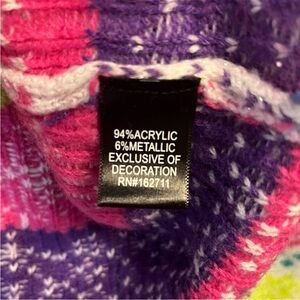 94%ACRYLIC
6%METALLIC
EXCLUSIVE OF
DECORATION
RN#162711